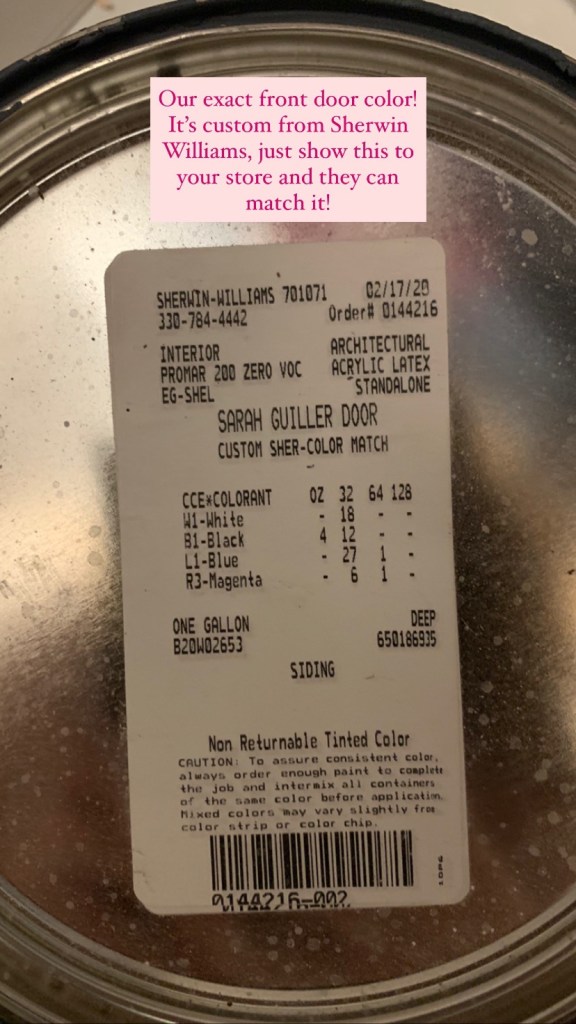 Our exact front door color!
It's custom from Sherwin
Williams, just show this to
your store and they can
match it!
SHERWIN-WILLIAMS 701071 02/17/20
330-784-4442 Order# 0144216
INTERIOR ARCHITECTURAL
PROMAR 200 ZERO VOC ACRYLIC LATEX
EG-SHEL STANDALONE
SARAH GUILLER DOOR
CUSTOM SHER-COLOR MATCH
CCE*COLORANT OZ 32 64 128
W1-White - 18 - -
B1-Black 4 12 - -
L1-Blue - 27 1 -
R3-Magenta - 6 1 -
ONE GALLON DEEP
B20W02653 650186935
SIDING
Non Returnable Tinted Color
CAUTION: To assure consistent color,
always order enough paint to complete
the job and intermix all containers
of the same color before application.
Mixed colors may vary slightly from
color strip or color chip.
0144216-002